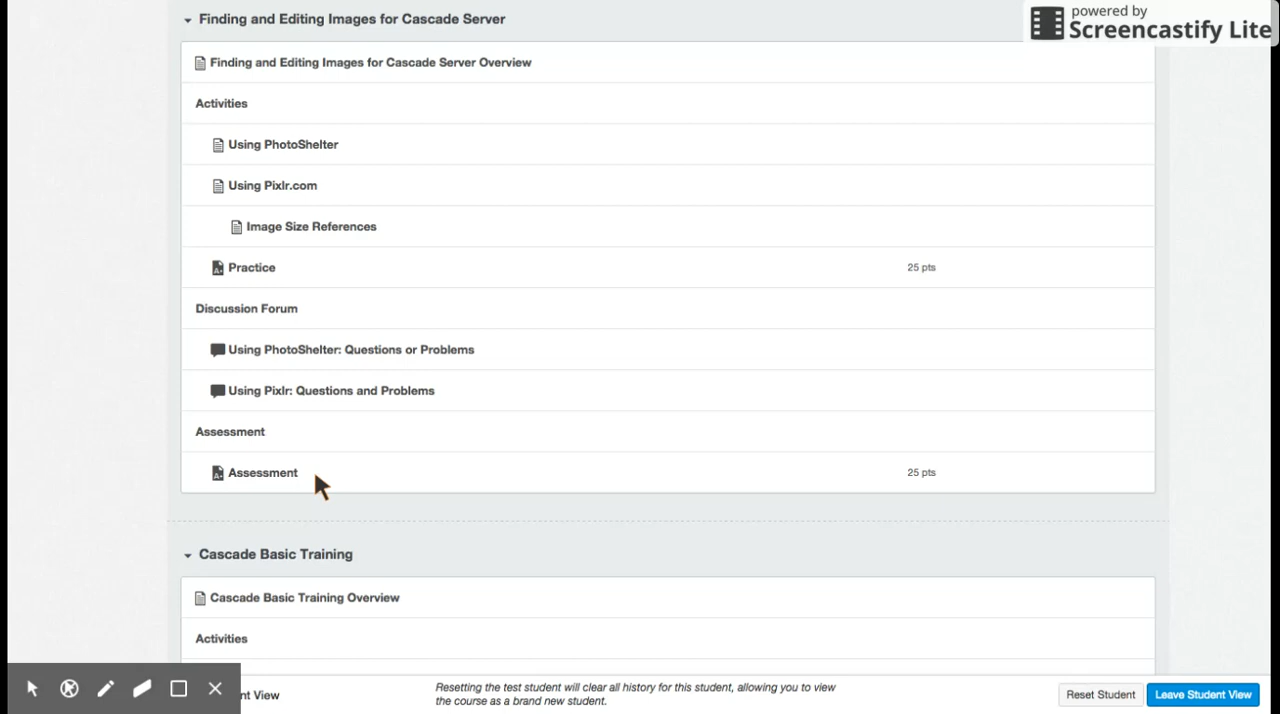 powered by
Screencastify Lite
Finding and Editing Images for Cascade Server
Finding and Editing Images for Cascade Server Overview
Activities
Using PhotoShelter
Using Pixlr.com
Image Size References
Practice 25 pts
Discussion Forum
Using PhotoShelter: Questions or Problems
Using Pixlr: Questions and Problems
Assessment
Assessment 25 pts
Cascade Basic Training
Cascade Basic Training Overview
Activities
View
Resetting the test student will clear all history for this student, allowing you to view
the course as a brand new student.
Reset Student
Leave Student View